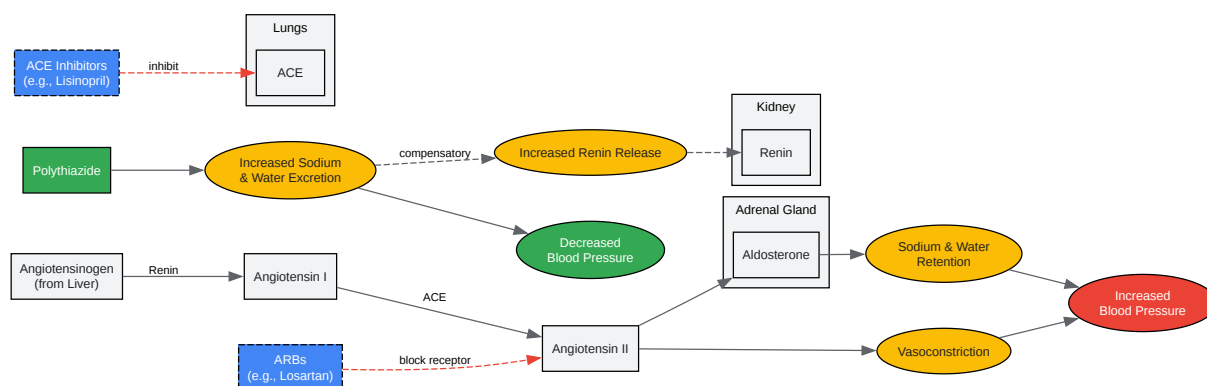 Lungs
ACE Inhibitors
(e.g., Lisinopril)
inhibit
ACE
Kidney
Polythiazide
Increased Sodium
& Water Excretion
compensatory
Increased Renin Release
Renin
Adrenal Gland
Decreased
Blood Pressure
Aldosterone
Sodium & Water
Retention
Angiotensinogen
(from Liver)
Renin
Angiotensin I
ACE
Increased
Blood Pressure
ARBs
(e.g., Losartan)
block receptor
Angiotensin II
Vasoconstriction